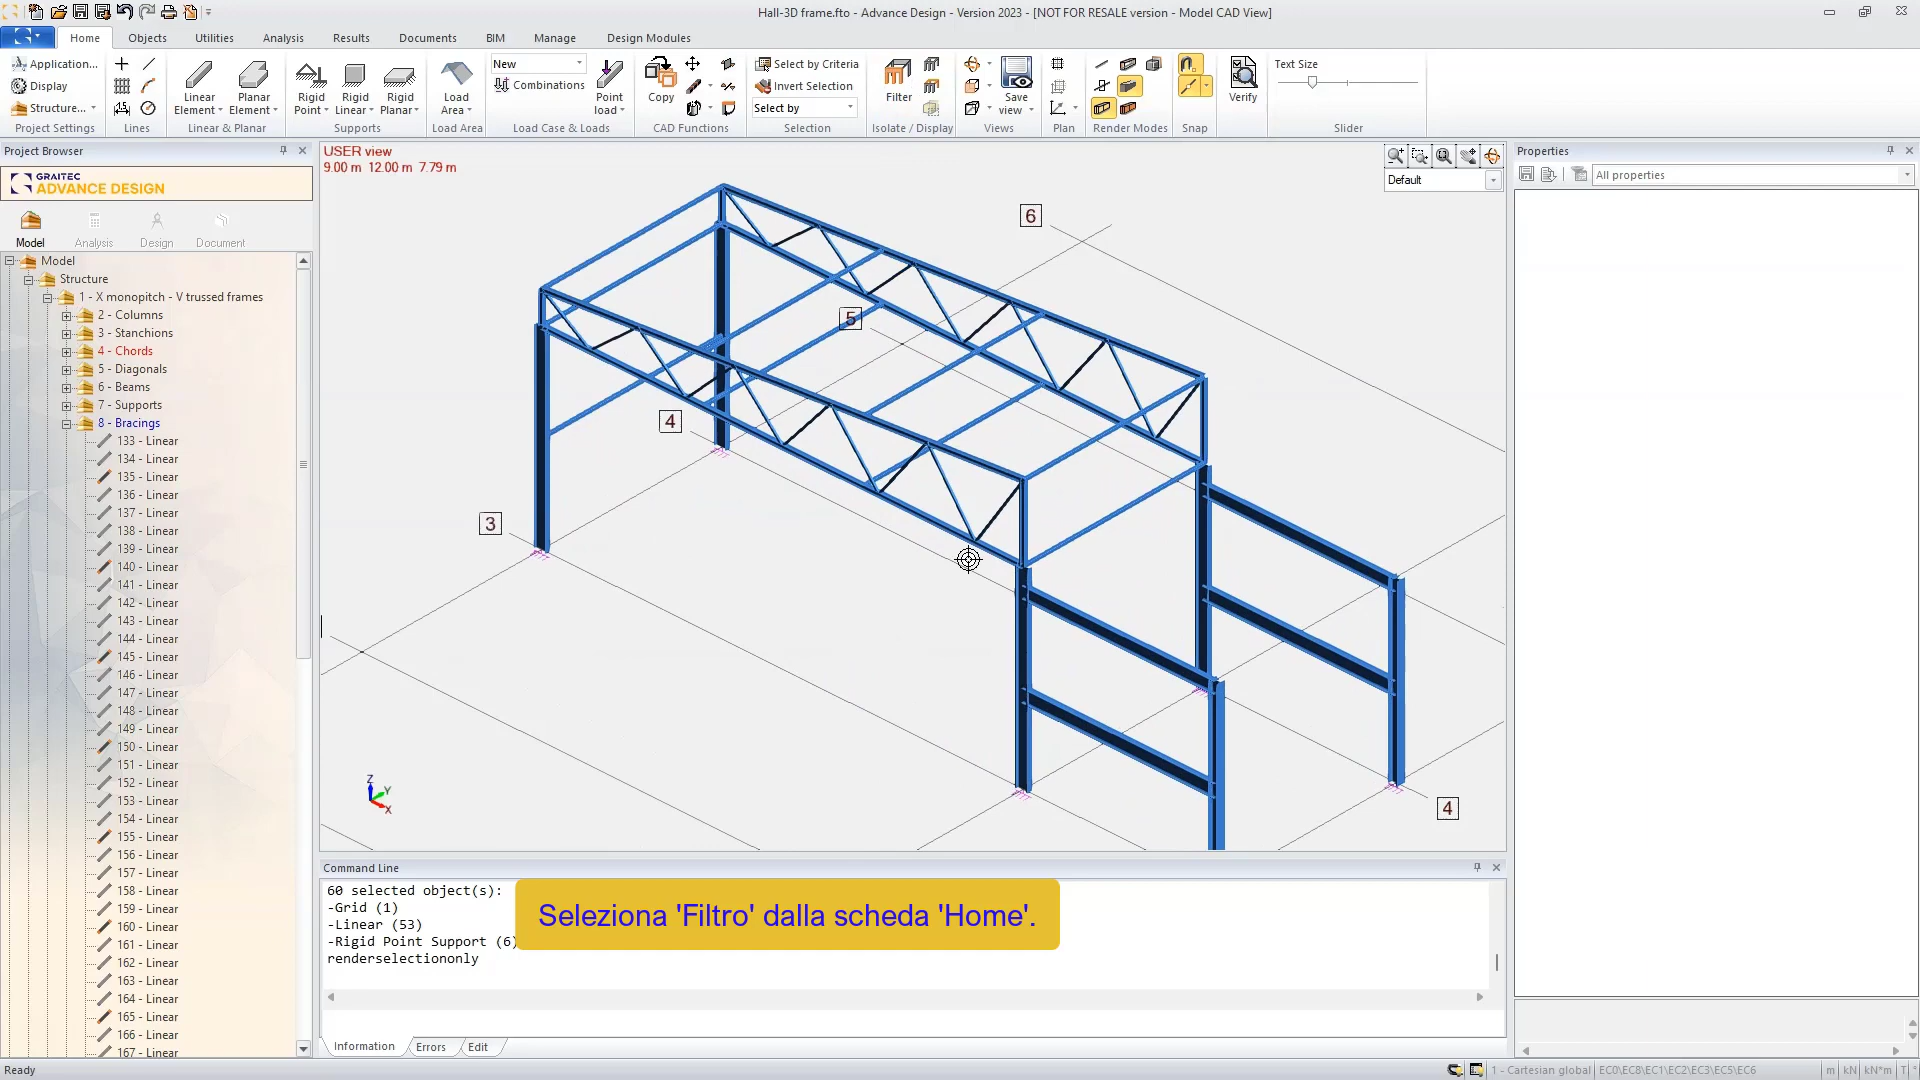 Hall-3D frame.fto - Advance Design - Version 2023 - [NOT FOR RESALE version - Model CAD View]
Home
Objects
Utilities
Analysis
Results
Documents
BIM
Manage
Design Modules
Application...
Display
Structure...
Project Settings
Lines
Linear Element
Planar Element
Linear & Planar
Rigid Point
Rigid Linear
Rigid Planar
Supports
Load Area
Load Area
New
Combinations
Point load
Load Case & Loads
Copy
CAD Functions
Select by Criteria
Invert Selection
Select by
Selection
Filter
Isolate / Display
Save view
Views
Plan
Render Modes
Snap
Verify
Text Size
Slider
Project Browser
GRAITEC
ADVANCE DESIGN
Model
Analysis
Design
Document
Model
Structure
1 - X monopitch - V trussed frames
2 - Columns
3 - Stanchions
4 - Chords
5 - Diagonals
6 - Beams
7 - Supports
8 - Bracings
133 - Linear
134 - Linear
135 - Linear
136 - Linear
137 - Linear
138 - Linear
139 - Linear
140 - Linear
141 - Linear
142 - Linear
143 - Linear
144 - Linear
145 - Linear
146 - Linear
147 - Linear
148 - Linear
149 - Linear
150 - Linear
151 - Linear
152 - Linear
153 - Linear
154 - Linear
155 - Linear
156 - Linear
157 - Linear
158 - Linear
159 - Linear
160 - Linear
161 - Linear
162 - Linear
163 - Linear
164 - Linear
165 - Linear
166 - Linear
167 - Linear
USER view
9.00 m 12.00 m 7.79 m
Default
6
5
4
3
4
Z
Y
X
Properties
All properties
Command Line
60 selected object(s):
-Grid (1)
-Linear (53)
-Rigid Point Support (6)
renderselectiononly
Seleziona 'Filtro' dalla scheda 'Home'.
Information
Errors
Edit
Ready
1 - Cartesian global
EC0\EC8\EC1\EC2\EC3\EC5\EC6
m
kN
kN*m
T